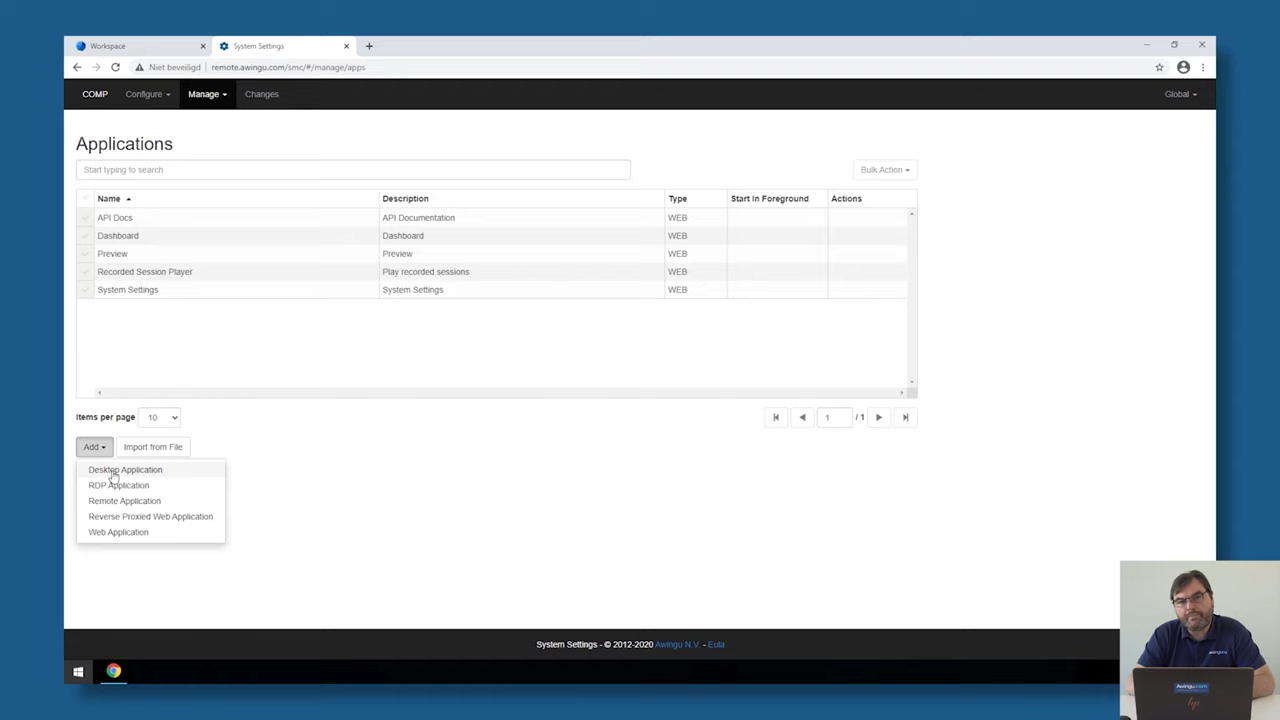 Workspace
System Settings
Niet beveiligd
remote.awingu.com/smc/#/manage/apps
COMP
Configure
Manage
Changes
Global
Applications
Start typing to search
Bulk Action
Name Description Type Start In Foreground Actions
API Docs API Documentation WEB
Dashboard Dashboard WEB
Preview Preview WEB
Recorded Session Player Play recorded sessions WEB
System Settings System Settings WEB
Items per page 10
1 / 1
Add
Import from File
Desktop Application
RDP Application
Remote Application
Reverse Proxied Web Application
Web Application
System Settings - © 2012-2020 Awingu N.V. - Eula
Awingu.com
hp